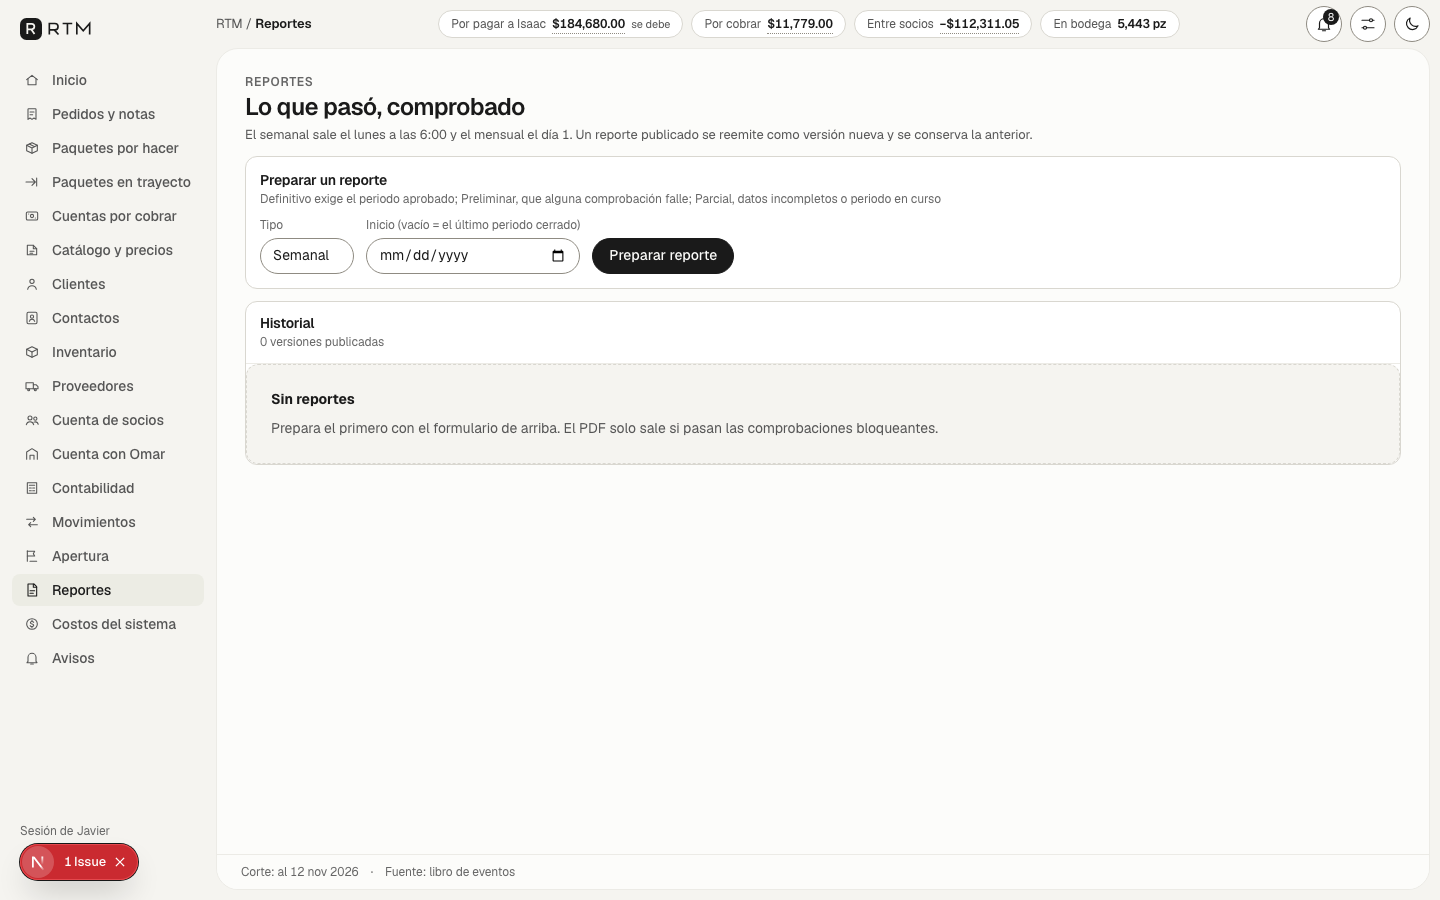 R RTM
RTM / Reportes
Por pagar a Isaac $184,680.00 se debe
Por cobrar $11,779.00
Entre socios −$112,311.05
En bodega 5,443 pz
8
Inicio
Pedidos y notas
Paquetes por hacer
Paquetes en trayecto
Cuentas por cobrar
Catálogo y precios
Clientes
Contactos
Inventario
Proveedores
Cuenta de socios
Cuenta con Omar
Contabilidad
Movimientos
Apertura
Reportes
Costos del sistema
Avisos
Sesión de Javier
N 1 Issue
REPORTES
Lo que pasó, comprobado
El semanal sale el lunes a las 6:00 y el mensual el día 1. Un reporte publicado se reemite como versión nueva y se conserva la anterior.
Preparar un reporte
Definitivo exige el periodo aprobado; Preliminar, que alguna comprobación falle; Parcial, datos incompletos o periodo en curso
Tipo
Inicio (vacío = el último periodo cerrado)
Semanal
mm/dd/yyyy
Preparar reporte
Historial
0 versiones publicadas
Sin reportes
Prepara el primero con el formulario de arriba. El PDF solo sale si pasan las comprobaciones bloqueantes.
Corte: al 12 nov 2026 · Fuente: libro de eventos